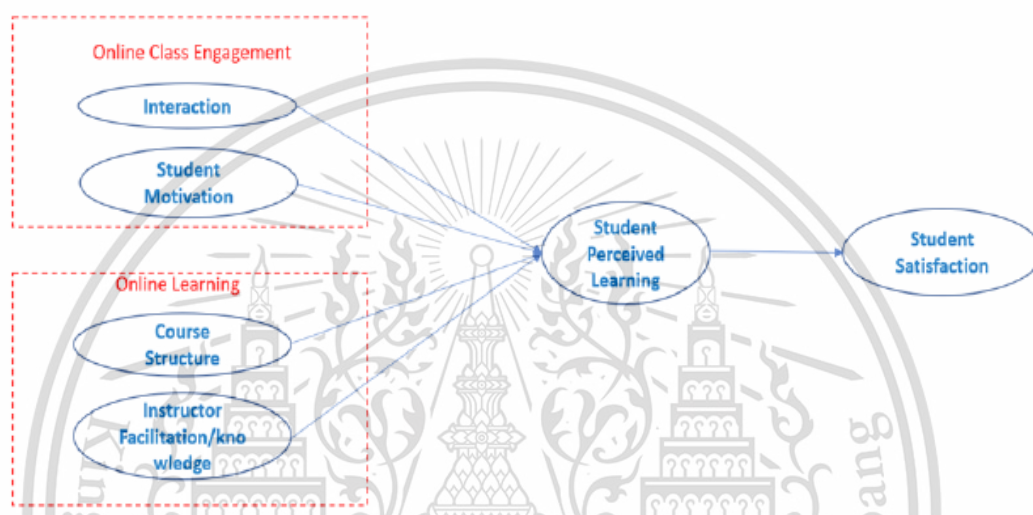 Online Class Engagement
Interaction
Student
Motivation
Online Learning
Course
Structure
Instructor
Facilitation/kno
wledge
Student
Perceived
Learning
Student
Satisfaction